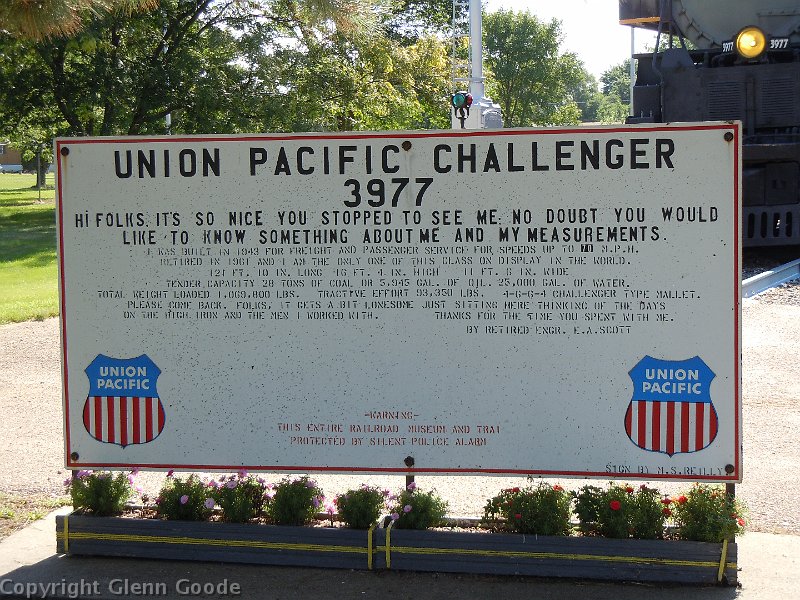 3977 3977
UNION PACIFIC CHALLENGER
3977
HI FOLKS. IT'S SO NICE YOU STOPPED TO SEE ME. NO DOUBT YOU WOULD
LIKE TO KNOW SOMETHING ABOUT ME AND MY MEASUREMENTS.
I WAS BUILT IN 1943 FOR FREIGHT AND PASSENGER SERVICE FOR SPEEDS UP TO 70 M.P.H.
RETIRED IN 1961 AND I AM THE ONLY ONE OF THIS CLASS ON DISPLAY IN THE WORLD.
121 FT. 10 IN. LONG 16 FT. 4 IN. HIGH 11 FT. 6 IN. WIDE
TENDER CAPACITY 28 TONS OF COAL OR 5,945 GAL. OF OIL. 25,000 GAL. OF WATER.
TOTAL WEIGHT LOADED 1,069,800 LBS. TRACTIVE EFFORT 93,350 LBS. 4-6-6-4 CHALLENGER TYPE MALLET.
PLEASE COME BACK, FOLKS, IT GETS A BIT LONESOME JUST SITTING HERE THINKING OF THE DAYS
ON THE HIGH IRON AND THE MEN I WORKED WITH. THANKS FOR THE TIME YOU SPENT WITH ME.
BY RETIRED ENGR. E.A.SCOTT
UNION PACIFIC
UNION PACIFIC
-WARNING-
THIS ENTIRE RAILROAD MUSEUM AND TRAI
PROTECTED BY SILENT POLICE ALARM
SIGN BY M.S.REILLY
Copyright Glenn Goode